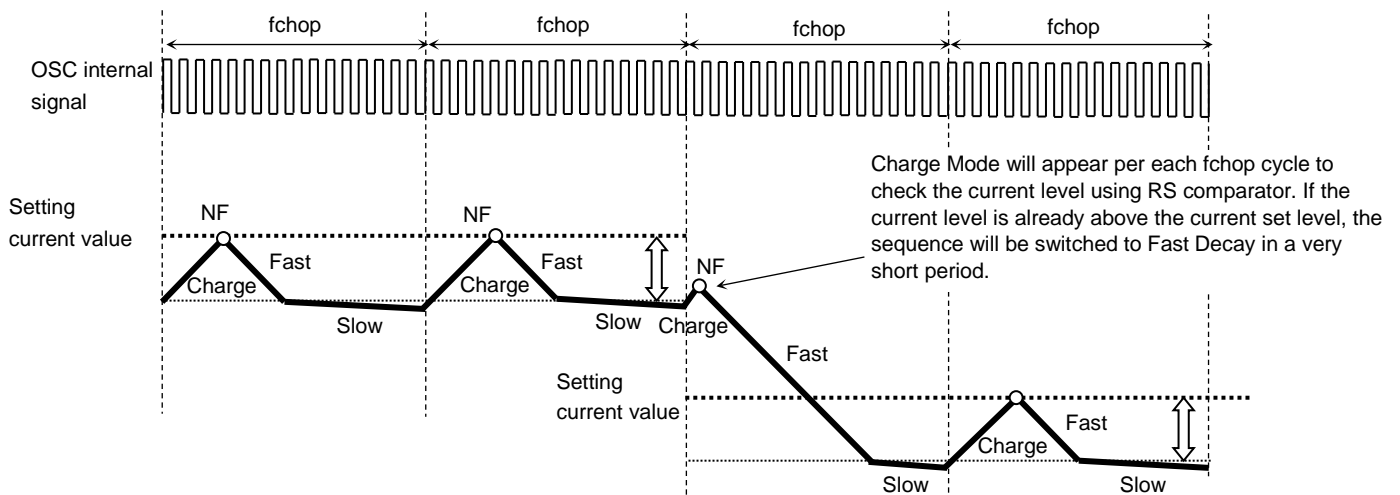 fchop
fchop
fchop
fchop
OSC internal
signal
Charge Mode will appear per each fchop cycle to
check the current level using RS comparator. If the
current level is already above the current set level, the
sequence will be switched to Fast Decay in a very
short period.
Setting
current value
NF
Fast
Charge
Slow
NF
Fast
Charge
Slow
NF
Charge
Fast
Slow
Setting
current value
Fast
Charge
Slow